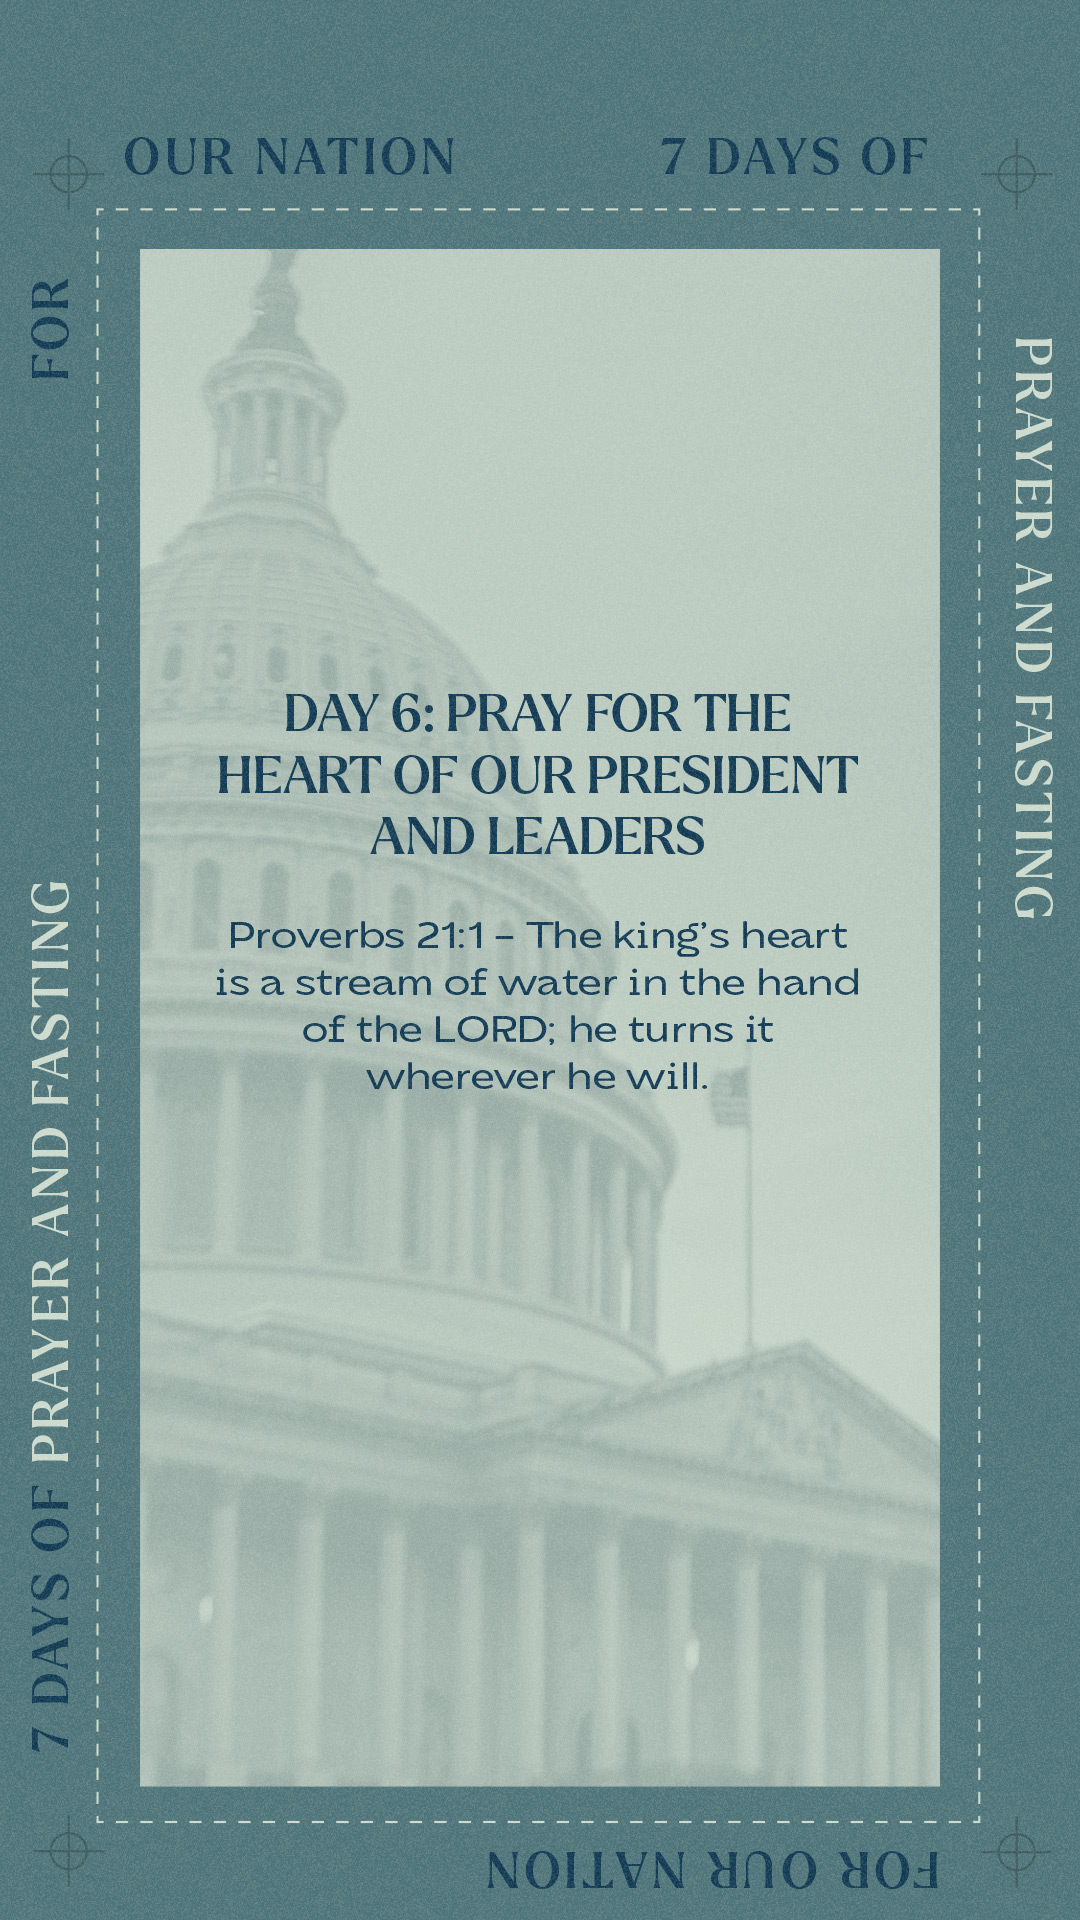 OUR NATION
7 DAYS OF
PRAYER AND FASTING
FOR OUR NATION
7 DAYS OF PRAYER AND FASTING
FOR
DAY 6: PRAY FOR THE
HEART OF OUR PRESIDENT
AND LEADERS
Proverbs 21:1 – The king’s heart
is a stream of water in the hand
of the LORD; he turns it
wherever he will.